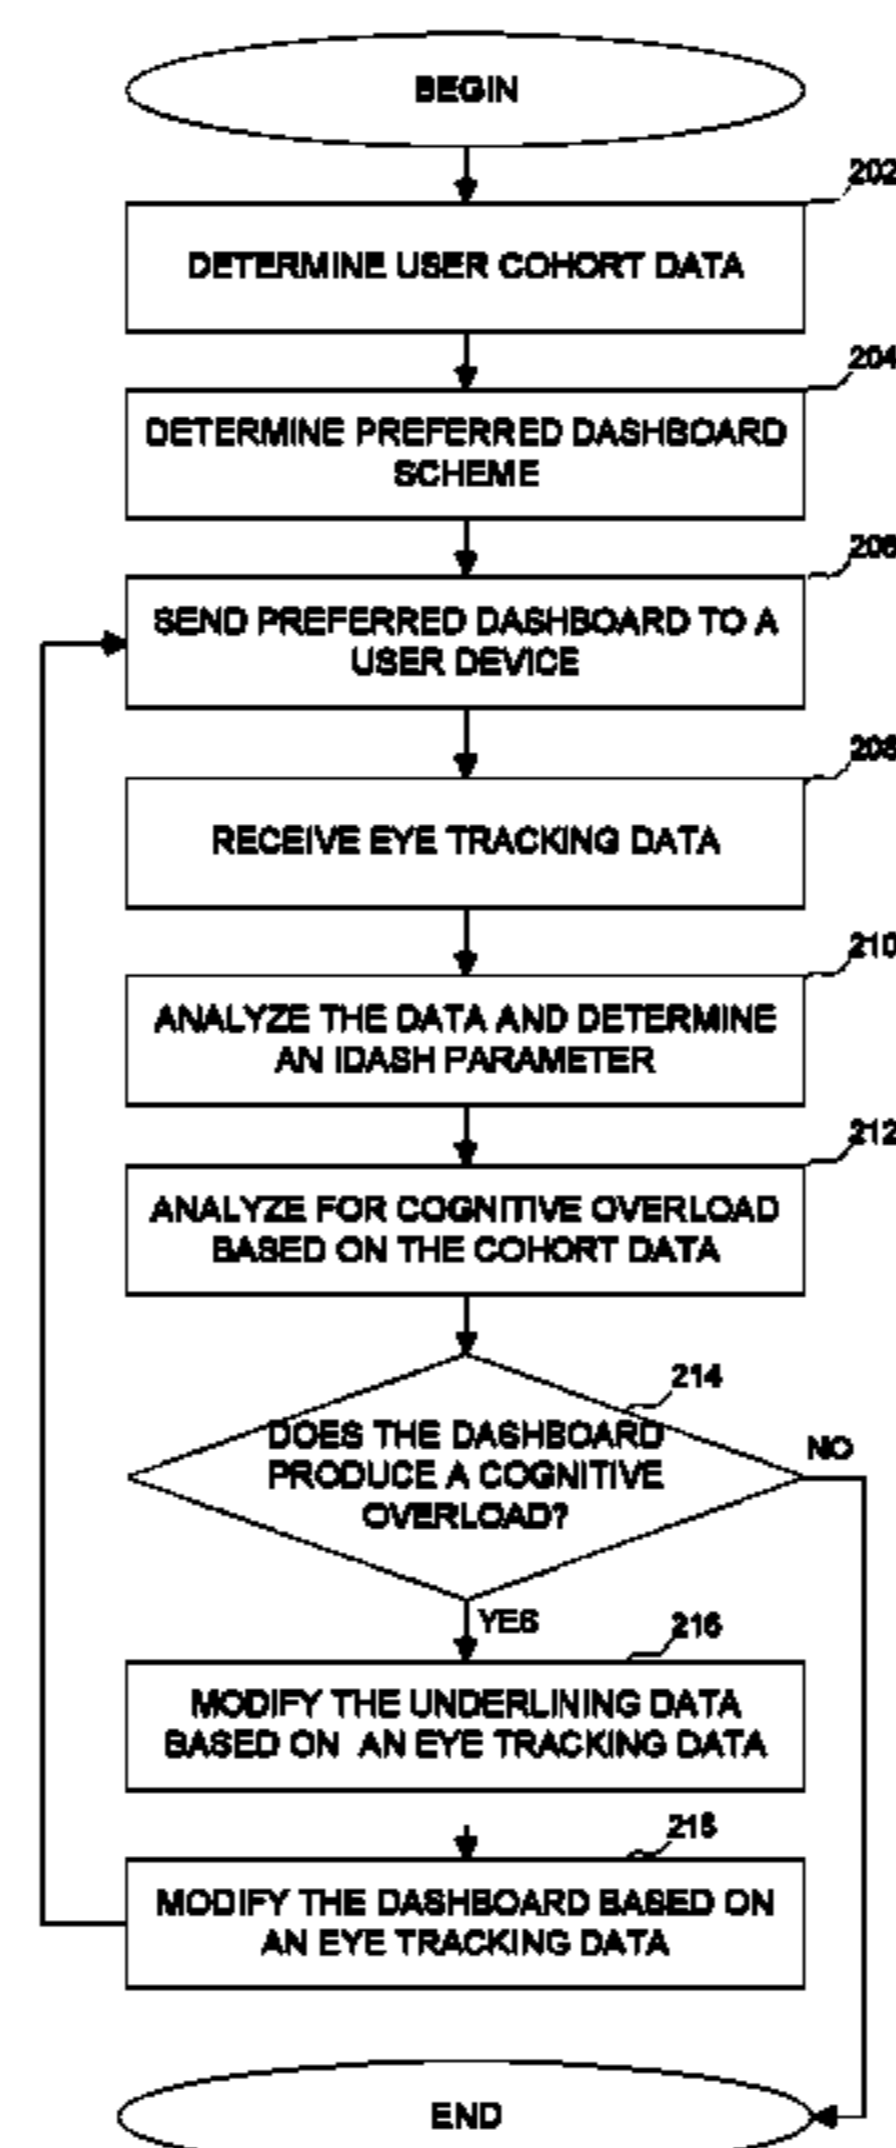 BEGIN
202
DETERMINE USER COHORT DATA
204
DETERMINE PREFERRED DASHBOARD
SCHEME
206
SEND PREFERRED DASHBOARD TO A
USER DEVICE
208
RECEIVE EYE TRACKING DATA
210
ANALYZE THE DATA AND DETERMINE
AN IDASH PARAMETER
212
ANALYZE FOR COGNITIVE OVERLOAD
BASED ON THE COHORT DATA
214
DOES THE DASHBOARD
PRODUCE A COGNITIVE
OVERLOAD?
NO
YES
216
MODIFY THE UNDERLINING DATA
BASED ON AN EYE TRACKING DATA
218
MODIFY THE DASHBOARD BASED ON
AN EYE TRACKING DATA
END